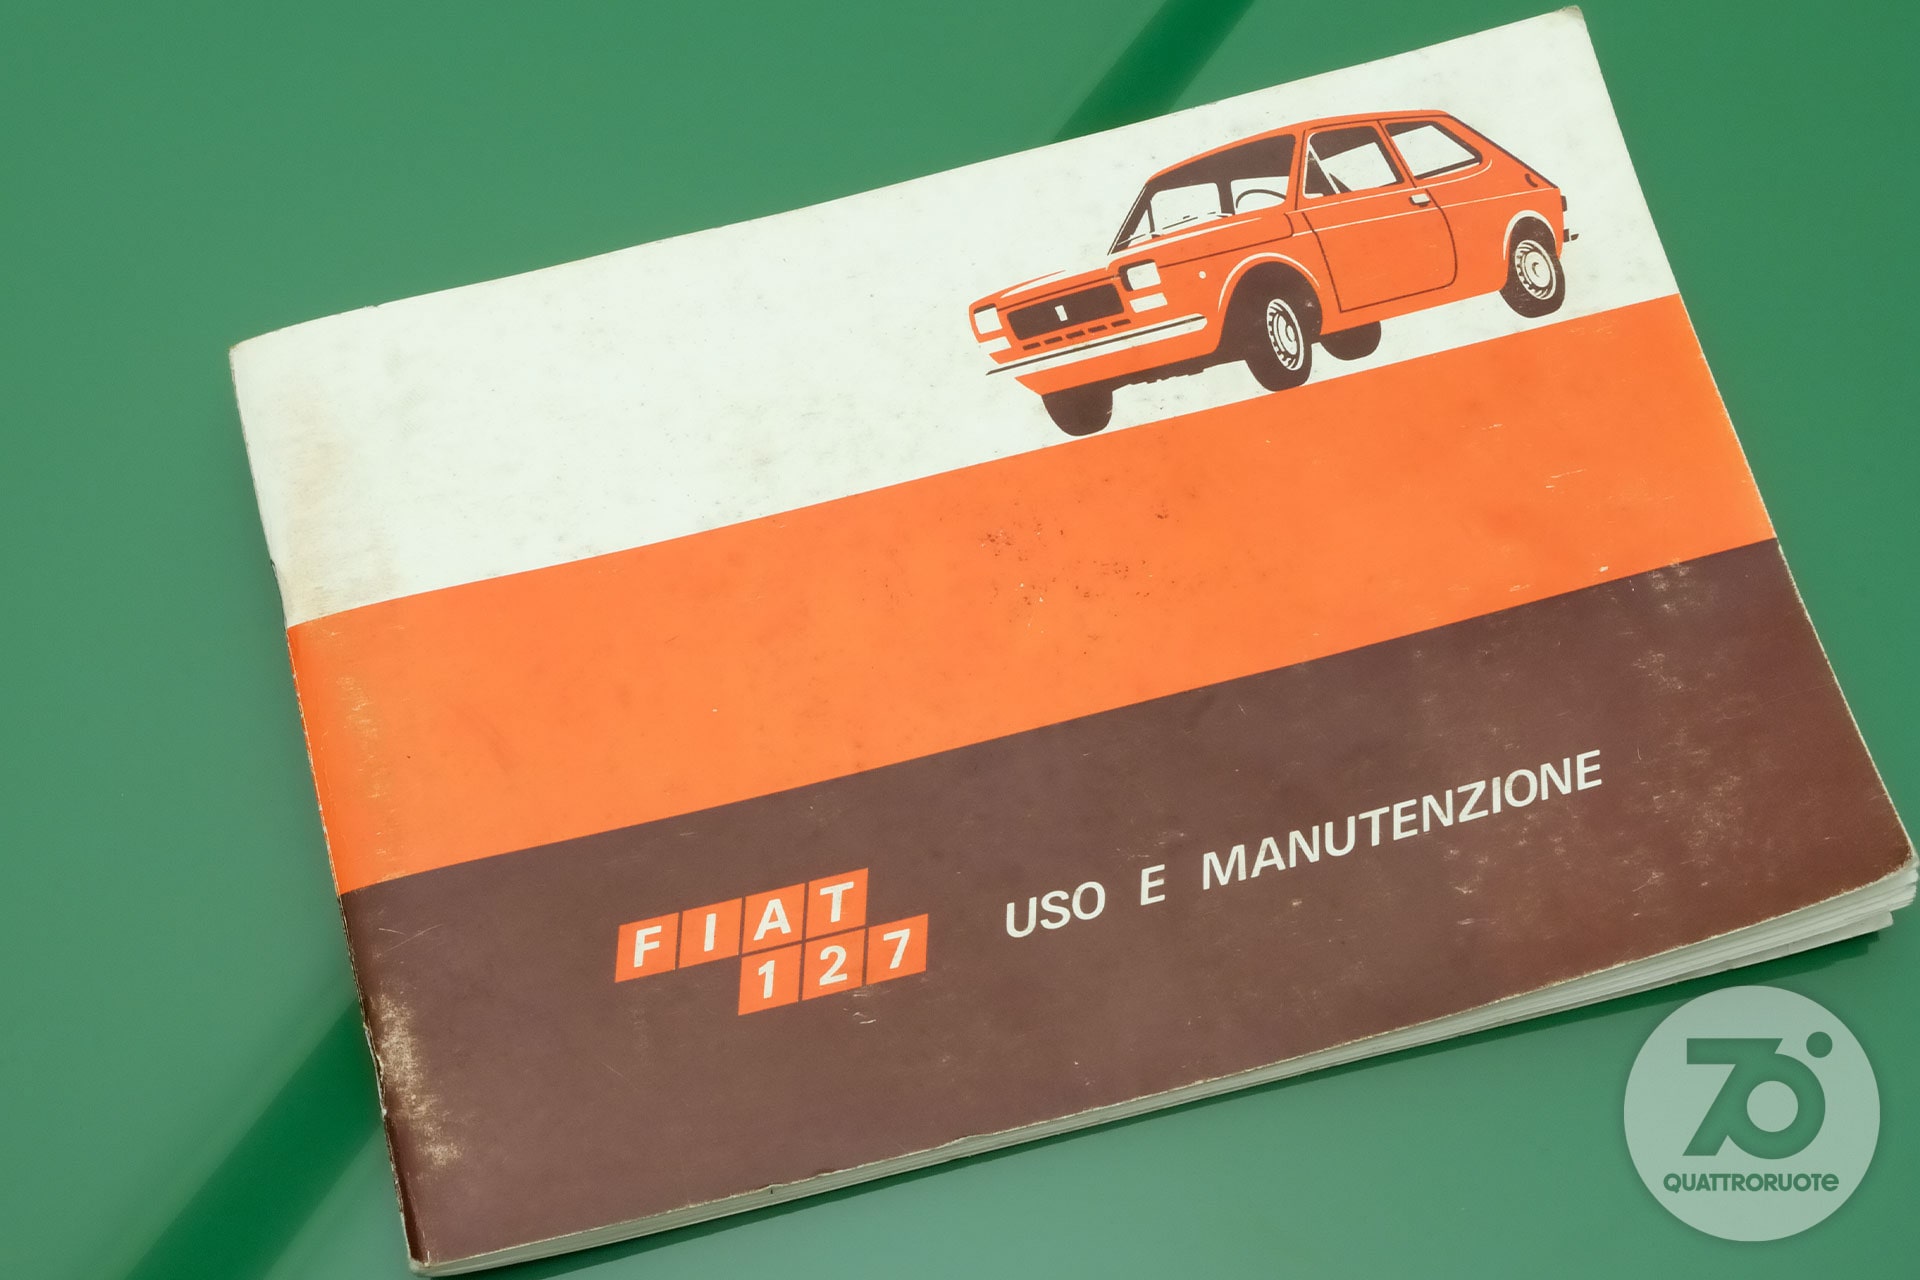 FIAT
127
USO E MANUTENZIONE
70°
QUATTRORUOTe